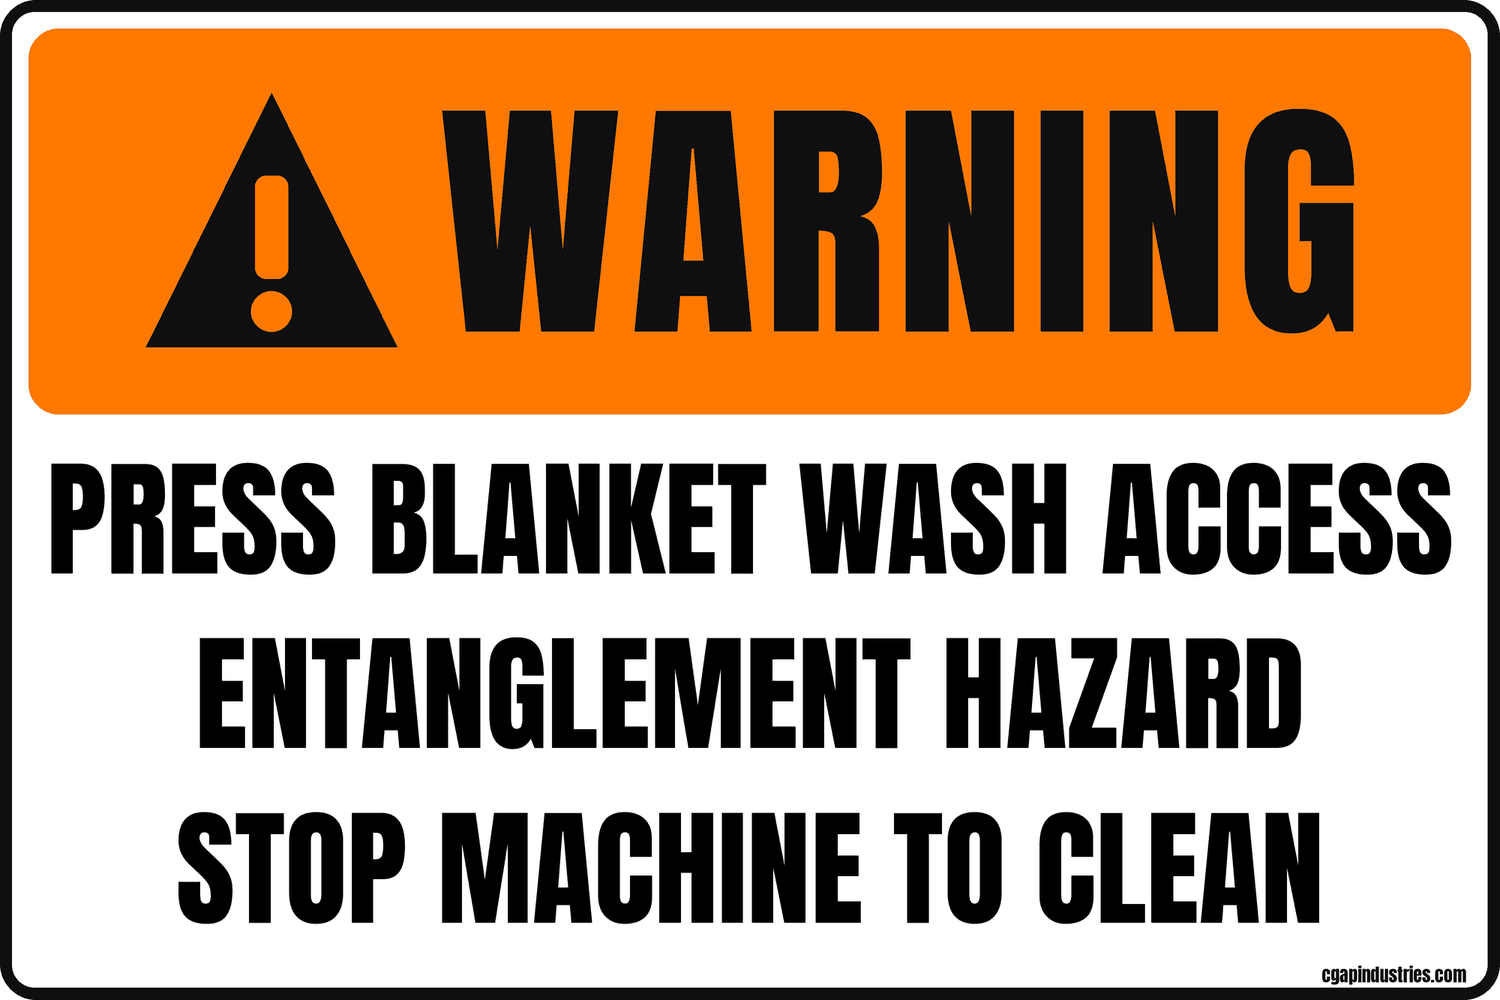 WARNING
PRESS BLANKET WASH ACCESS
ENTANGLEMENT HAZARD
STOP MACHINE TO CLEAN
cgapindustries.com